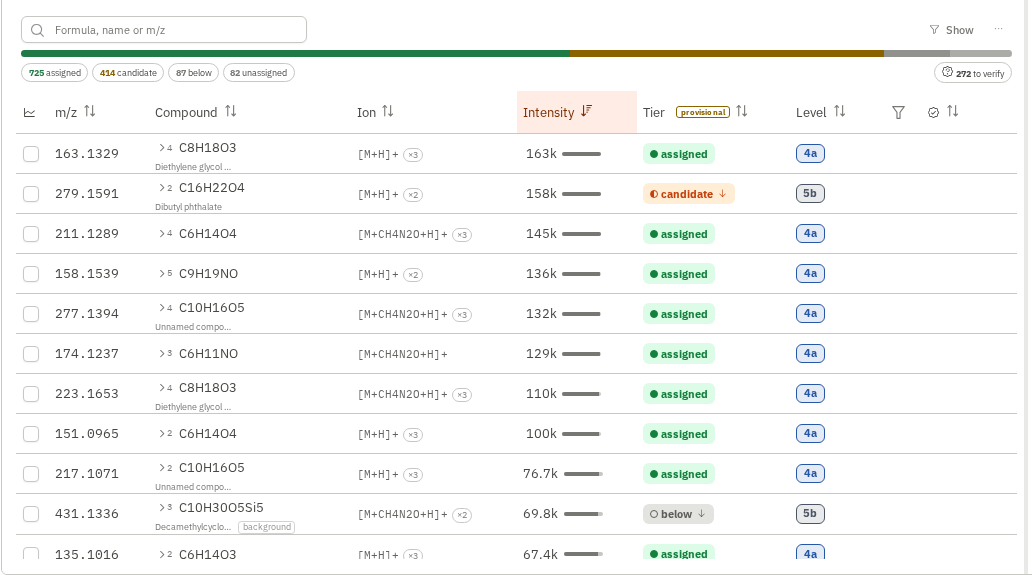 Formula, name or m/z
Show ...
725 assigned 414 candidate 87 below 82 unassigned 272 to verify
m/z Compound Ion Intensity Tier provisional Level
163.1329 4 C8H18O3 [M+H]+ ×3 163k assigned 4a
Diethylene glycol ...
279.1591 2 C16H22O4 [M+H]+ ×2 158k candidate ↓ 5b
Dibutyl phthalate
211.1289 4 C6H14O4 [M+CH4N2O+H]+ ×3 145k assigned 4a
158.1539 5 C9H19NO [M+H]+ ×2 136k assigned 4a
277.1394 4 C10H16O5 [M+CH4N2O+H]+ ×3 132k assigned 4a
Unnamed compo...
174.1237 3 C6H11NO [M+CH4N2O+H]+ 129k assigned 4a
223.1653 4 C8H18O3 [M+CH4N2O+H]+ ×3 110k assigned 4a
Diethylene glycol ...
151.0965 2 C6H14O4 [M+H]+ ×3 100k assigned 4a
217.1071 2 C10H16O5 [M+H]+ ×3 76.7k assigned 4a
Unnamed compo...
431.1336 3 C10H30O5Si5 [M+CH4N2O+H]+ ×2 69.8k below ↓ 5b
Decamethylcyclo... background
135.1016 2 C6H14O3 [M+H]+ ×3 67.4k assigned 4a